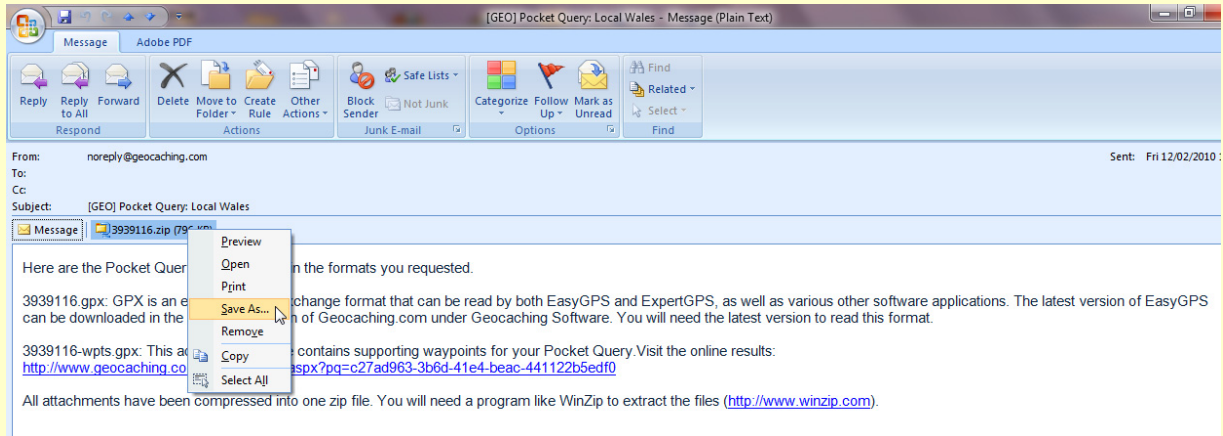 [GEO] Pocket Query: Local Wales - Message (Plain Text)
Message Adobe PDF
Reply Reply to All Forward Delete Move to Folder Create Rule Other Actions Block Sender Safe Lists Not Junk Categorize Follow Up Mark as Unread Find Related Select
Respond Actions Junk E-mail Options Find
From: noreply@geocaching.com Sent: Fri 12/02/2010
To:
Cc:
Subject: [GEO] Pocket Query: Local Wales
Message 3939116.zip (796 KB)
Preview
Open
Print
Save As...
Remove
Copy
Select All
Here are the Pocket Quer n the formats you requested.
3939116.gpx: GPX is an e change format that can be read by both EasyGPS and ExpertGPS, as well as various other software applications. The latest version of EasyGPS
can be downloaded in the n of Geocaching.com under Geocaching Software. You will need the latest version to read this format.
3939116-wpts.gpx: This ad e contains supporting waypoints for your Pocket Query.Visit the online results:
http://www.geocaching.co aspx?pq=c27ad963-3b6d-41e4-beac-441122b5edf0
All attachments have been compressed into one zip file. You will need a program like WinZip to extract the files (http://www.winzip.com).